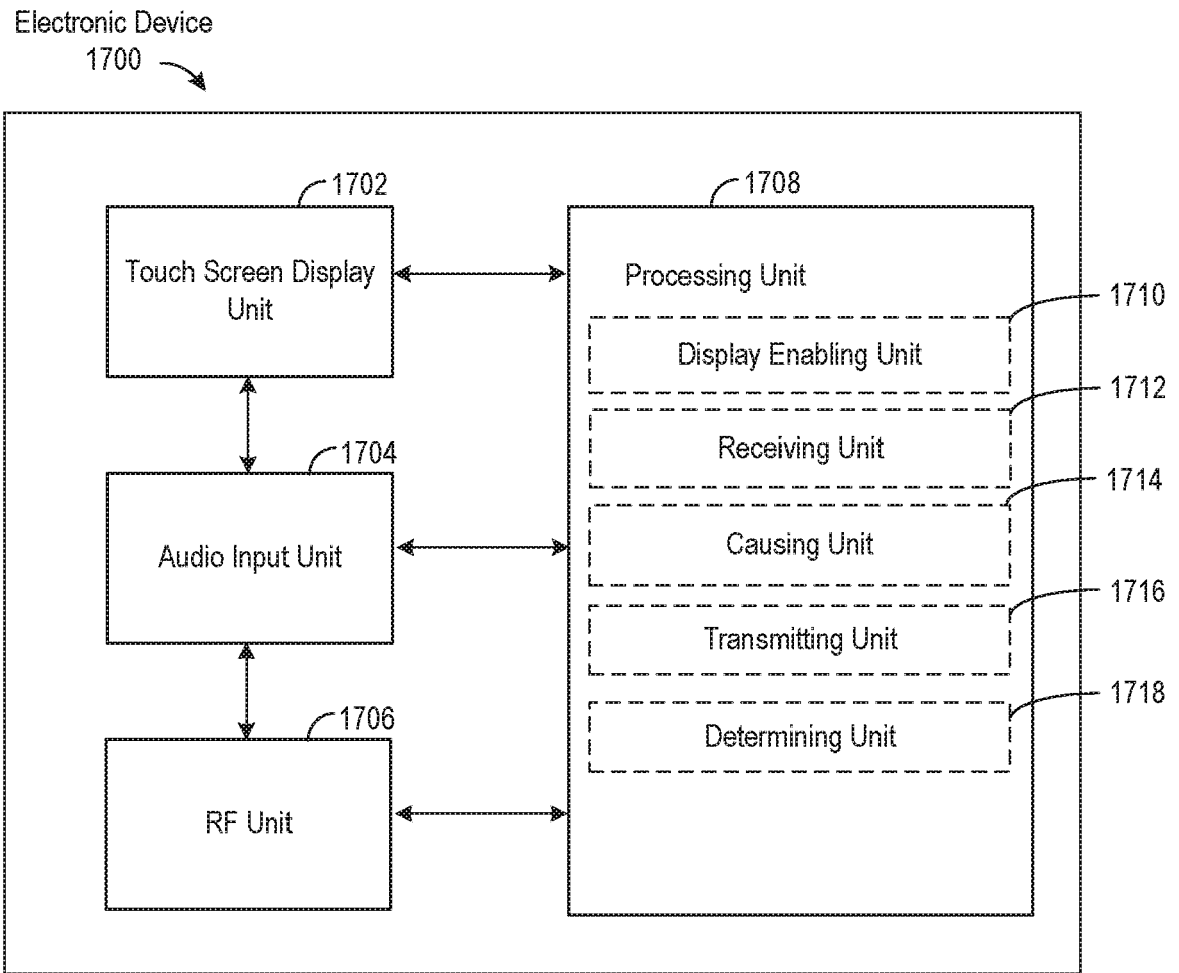 Electronic Device
1700
1702
Touch Screen Display
Unit
1704
Audio Input Unit
1706
RF Unit
1708
Processing Unit
1710
Display Enabling Unit
1712
Receiving Unit
1714
Causing Unit
1716
Transmitting Unit
1718
Determining Unit